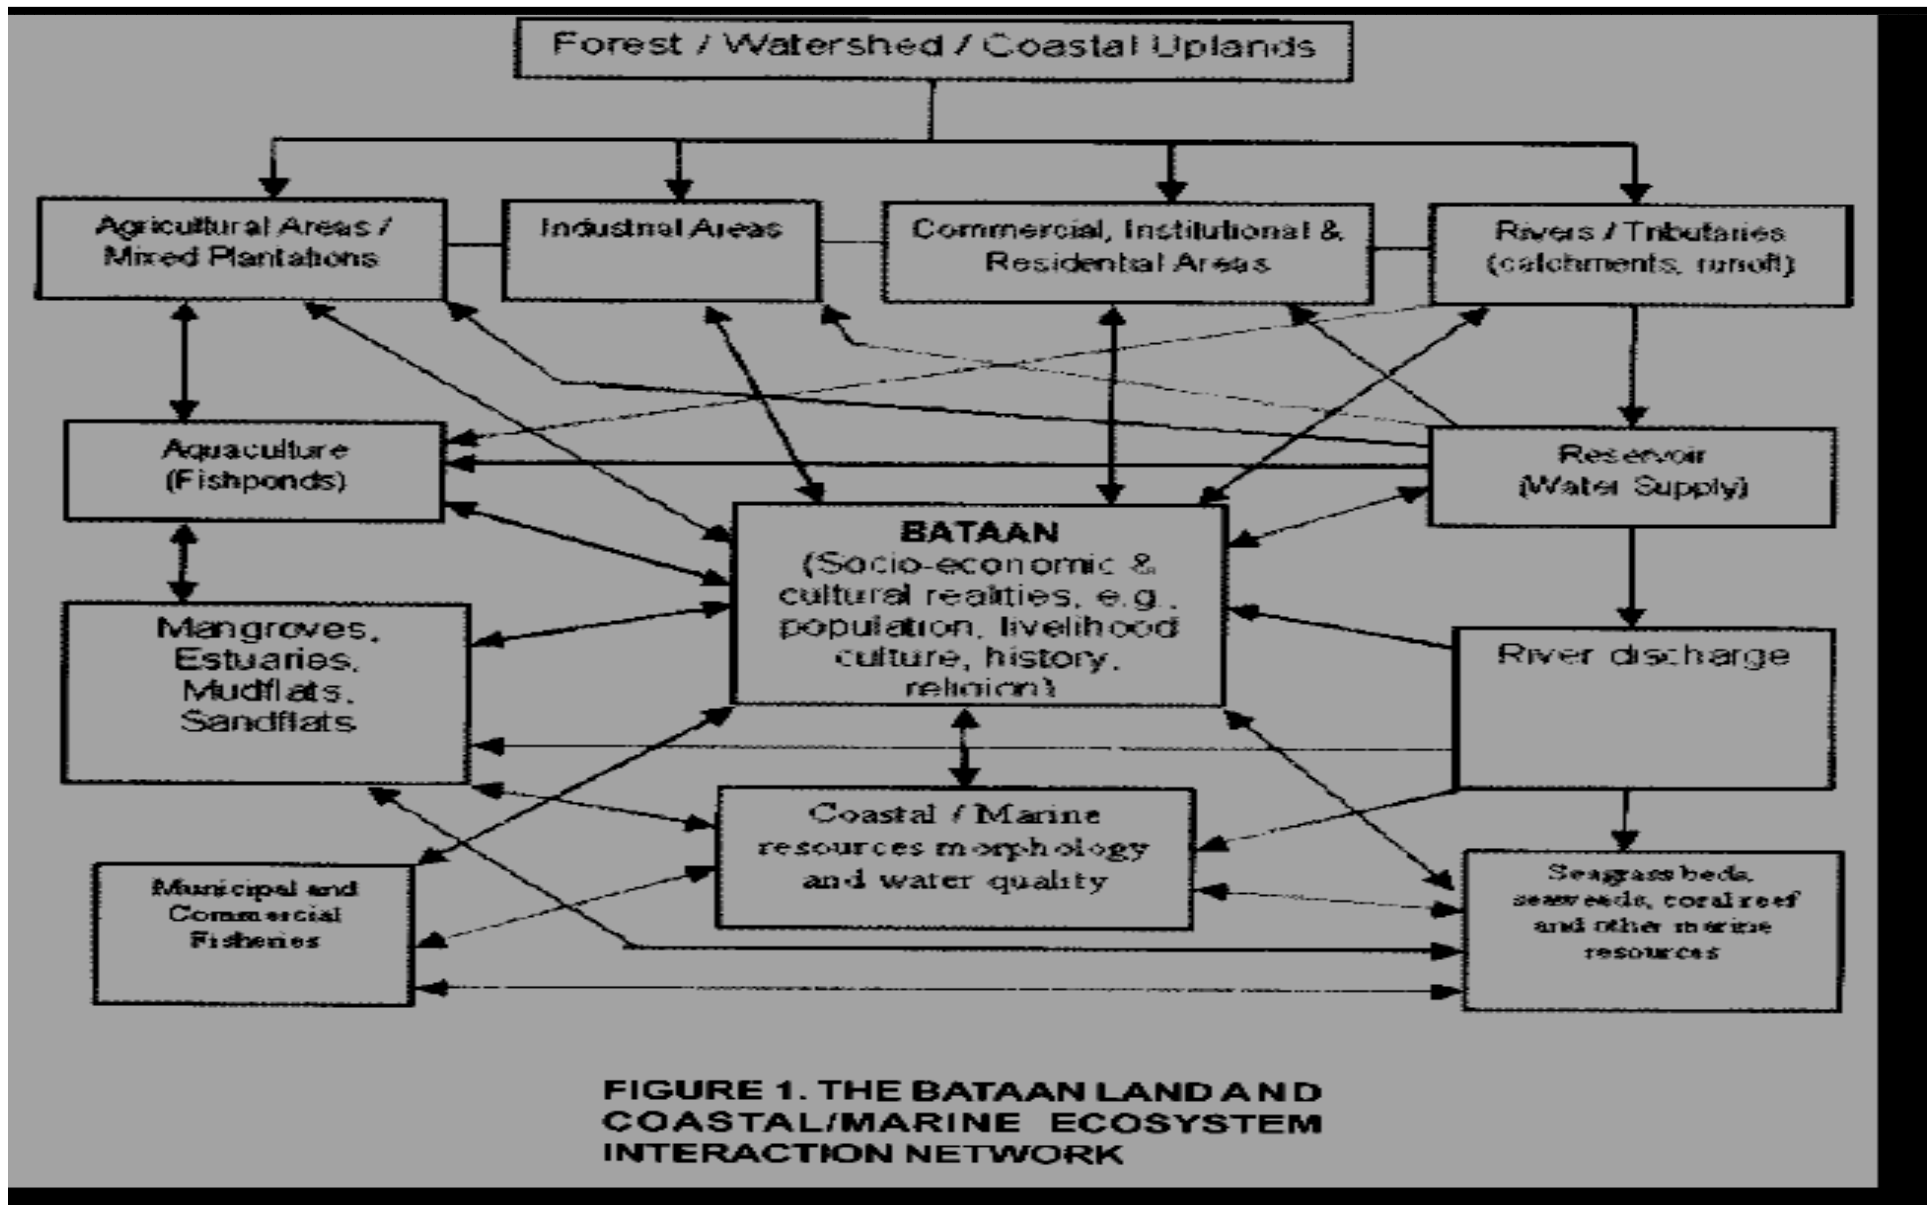 Forest / Watershed / Coastal Uplands
Agricultural Areas /
Mixed Plantations
Industrial Areas
Commercial, Institutional &
Residential Areas
Rivers / Tributaries
(catchments, runoff)
Aquaculture
(Fishponds)
Reservoir
(Water Supply)
BATAAN
(Socio-economic &
cultural realities, e.g.,
population, livelihood
culture, history,
religion)
Mangroves,
Estuaries,
Mudflats,
Sandflats
River discharge
Coastal / Marine
resources morphology
and water quality
Municipal and
Commercial
Fisheries
Seagrass beds,
seaweeds, coral reef
and other marine
resources
FIGURE 1. THE BATAAN LAND AND
COASTAL/MARINE ECOSYSTEM
INTERACTION NETWORK